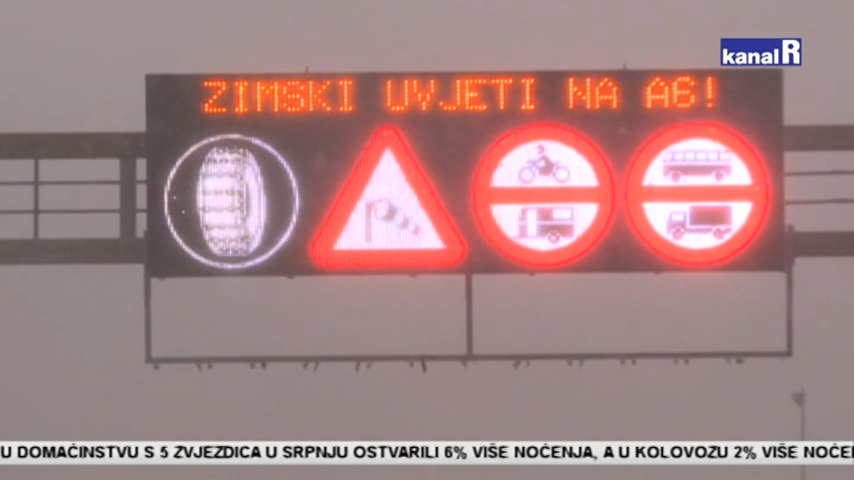 kanal R
ZIMSKI UVJETI NA A6!
U DOMAĆINSTVU S 5 ZVJEZDICA U SRPNJU OSTVARILI 6% VIŠE NOĆENJA, A U KOLOVOZU 2% VIŠE